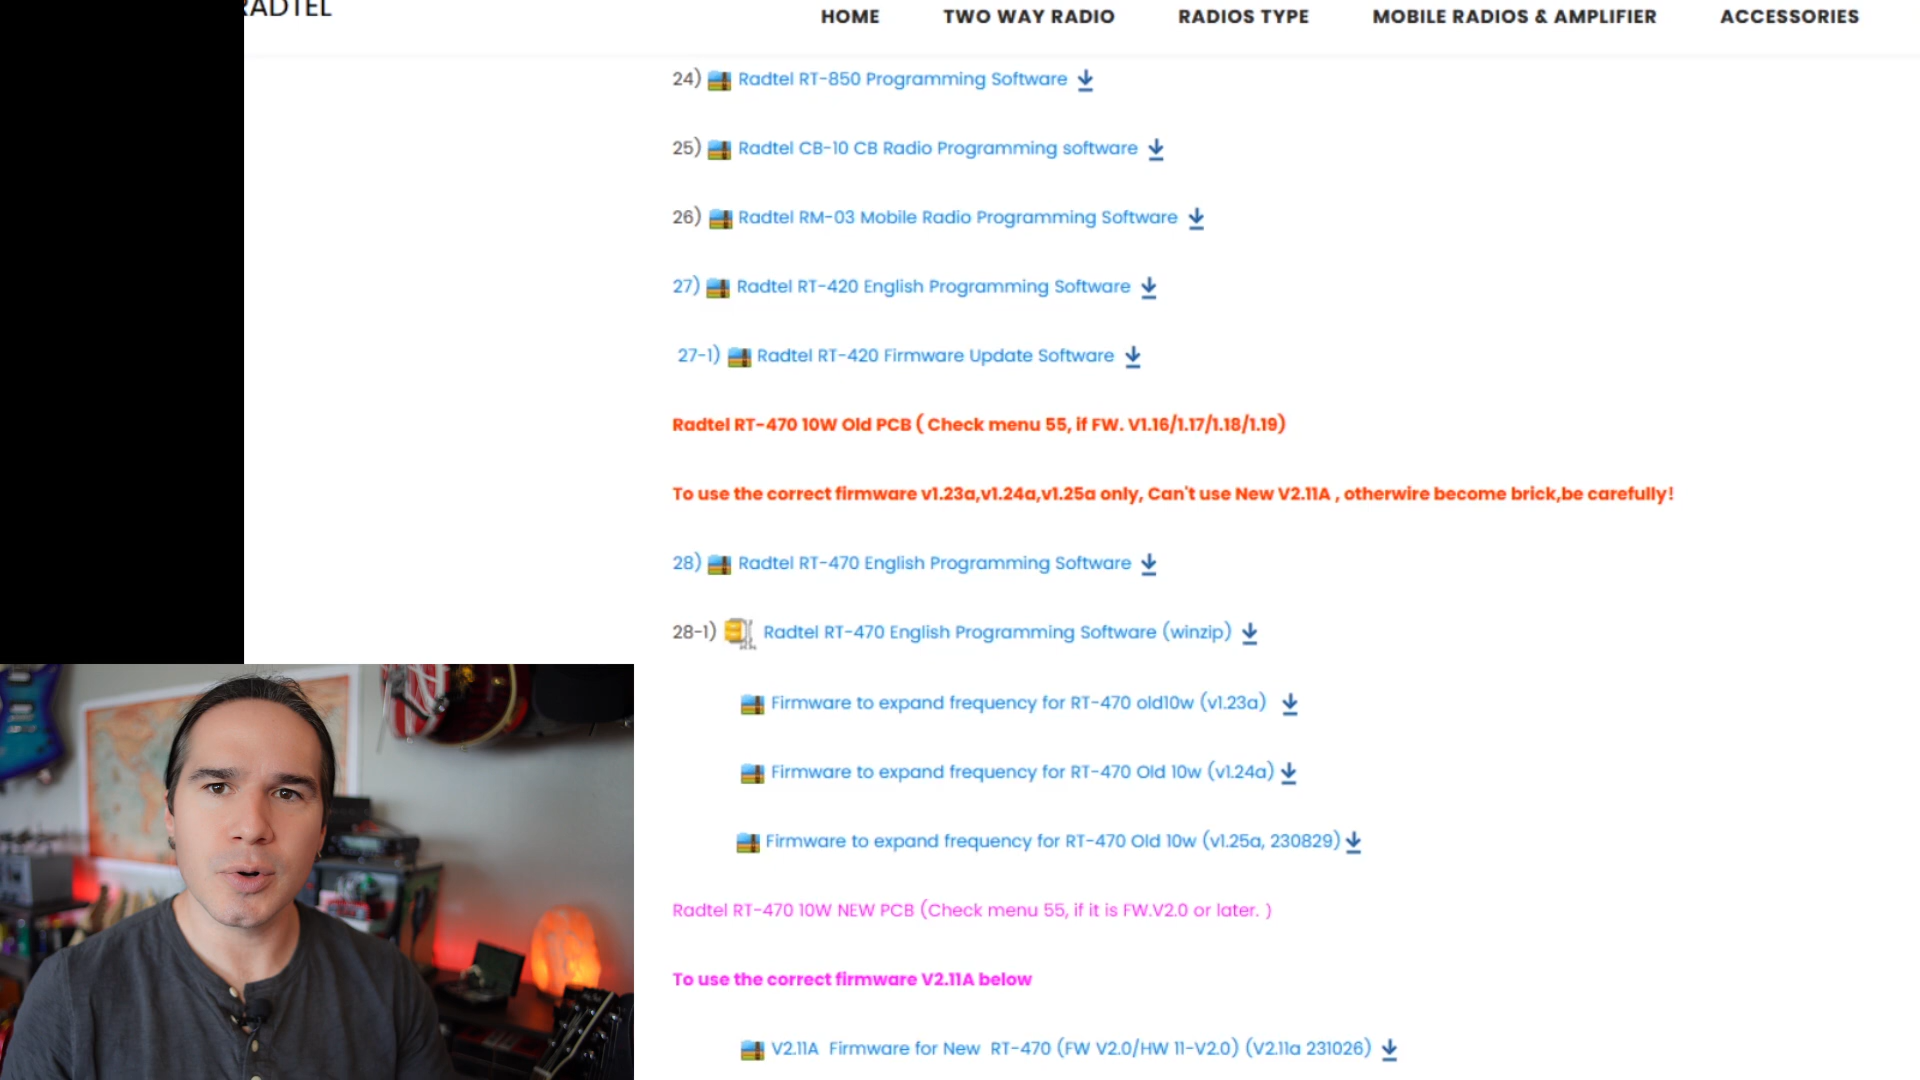 RADTEL
HOME TWO WAY RADIO RADIOS TYPE MOBILE RADIOS & AMPLIFIER ACCESSORIES
24) Radtel RT-850 Programming Software
25) Radtel CB-10 CB Radio Programming software
26) Radtel RM-03 Mobile Radio Programming Software
27) Radtel RT-420 English Programming Software
27-1) Radtel RT-420 Firmware Update Software
Radtel RT-470 10W Old PCB ( Check menu 55, if FW. V1.16/1.17/1.18/1.19)
To use the correct firmware v1.23a,v1.24a,v1.25a only, Can't use New V2.11A , otherwire become brick,be carefully!
28) Radtel RT-470 English Programming Software
28-1) Radtel RT-470 English Programming Software (winzip)
Firmware to expand frequency for RT-470 old10w (v1.23a)
Firmware to expand frequency for RT-470 Old 10w (v1.24a)
Firmware to expand frequency for RT-470 Old 10w (v1.25a, 230829)
Radtel RT-470 10W NEW PCB (Check menu 55, if it is FW.V2.0 or later. )
To use the correct firmware V2.11A below
V2.11A Firmware for New RT-470 (FW V2.0/HW 11-V2.0) (V2.11a 231026)